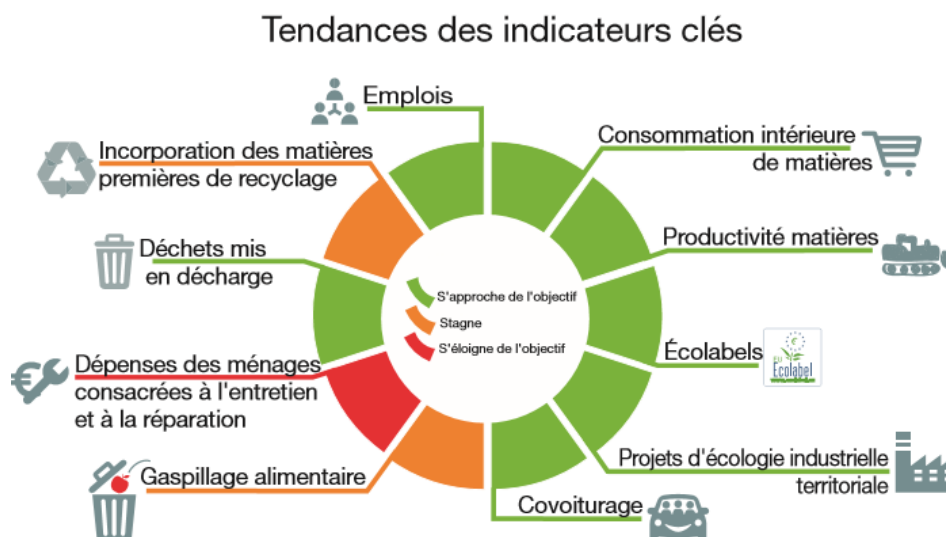 Tendances des indicateurs clés
Emplois
Consommation intérieure
de matières
Incorporation des matières
premières de recyclage
Productivité matières
Déchets mis
en décharge
S'approche de l'objectif
Stagne
S'éloigne de l'objectif
Écolabels
Ecolabel
Dépenses des ménages
consacrées à l'entretien
et à la réparation
Projets d'écologie industrielle
territoriale
Gaspillage alimentaire
Covoiturage